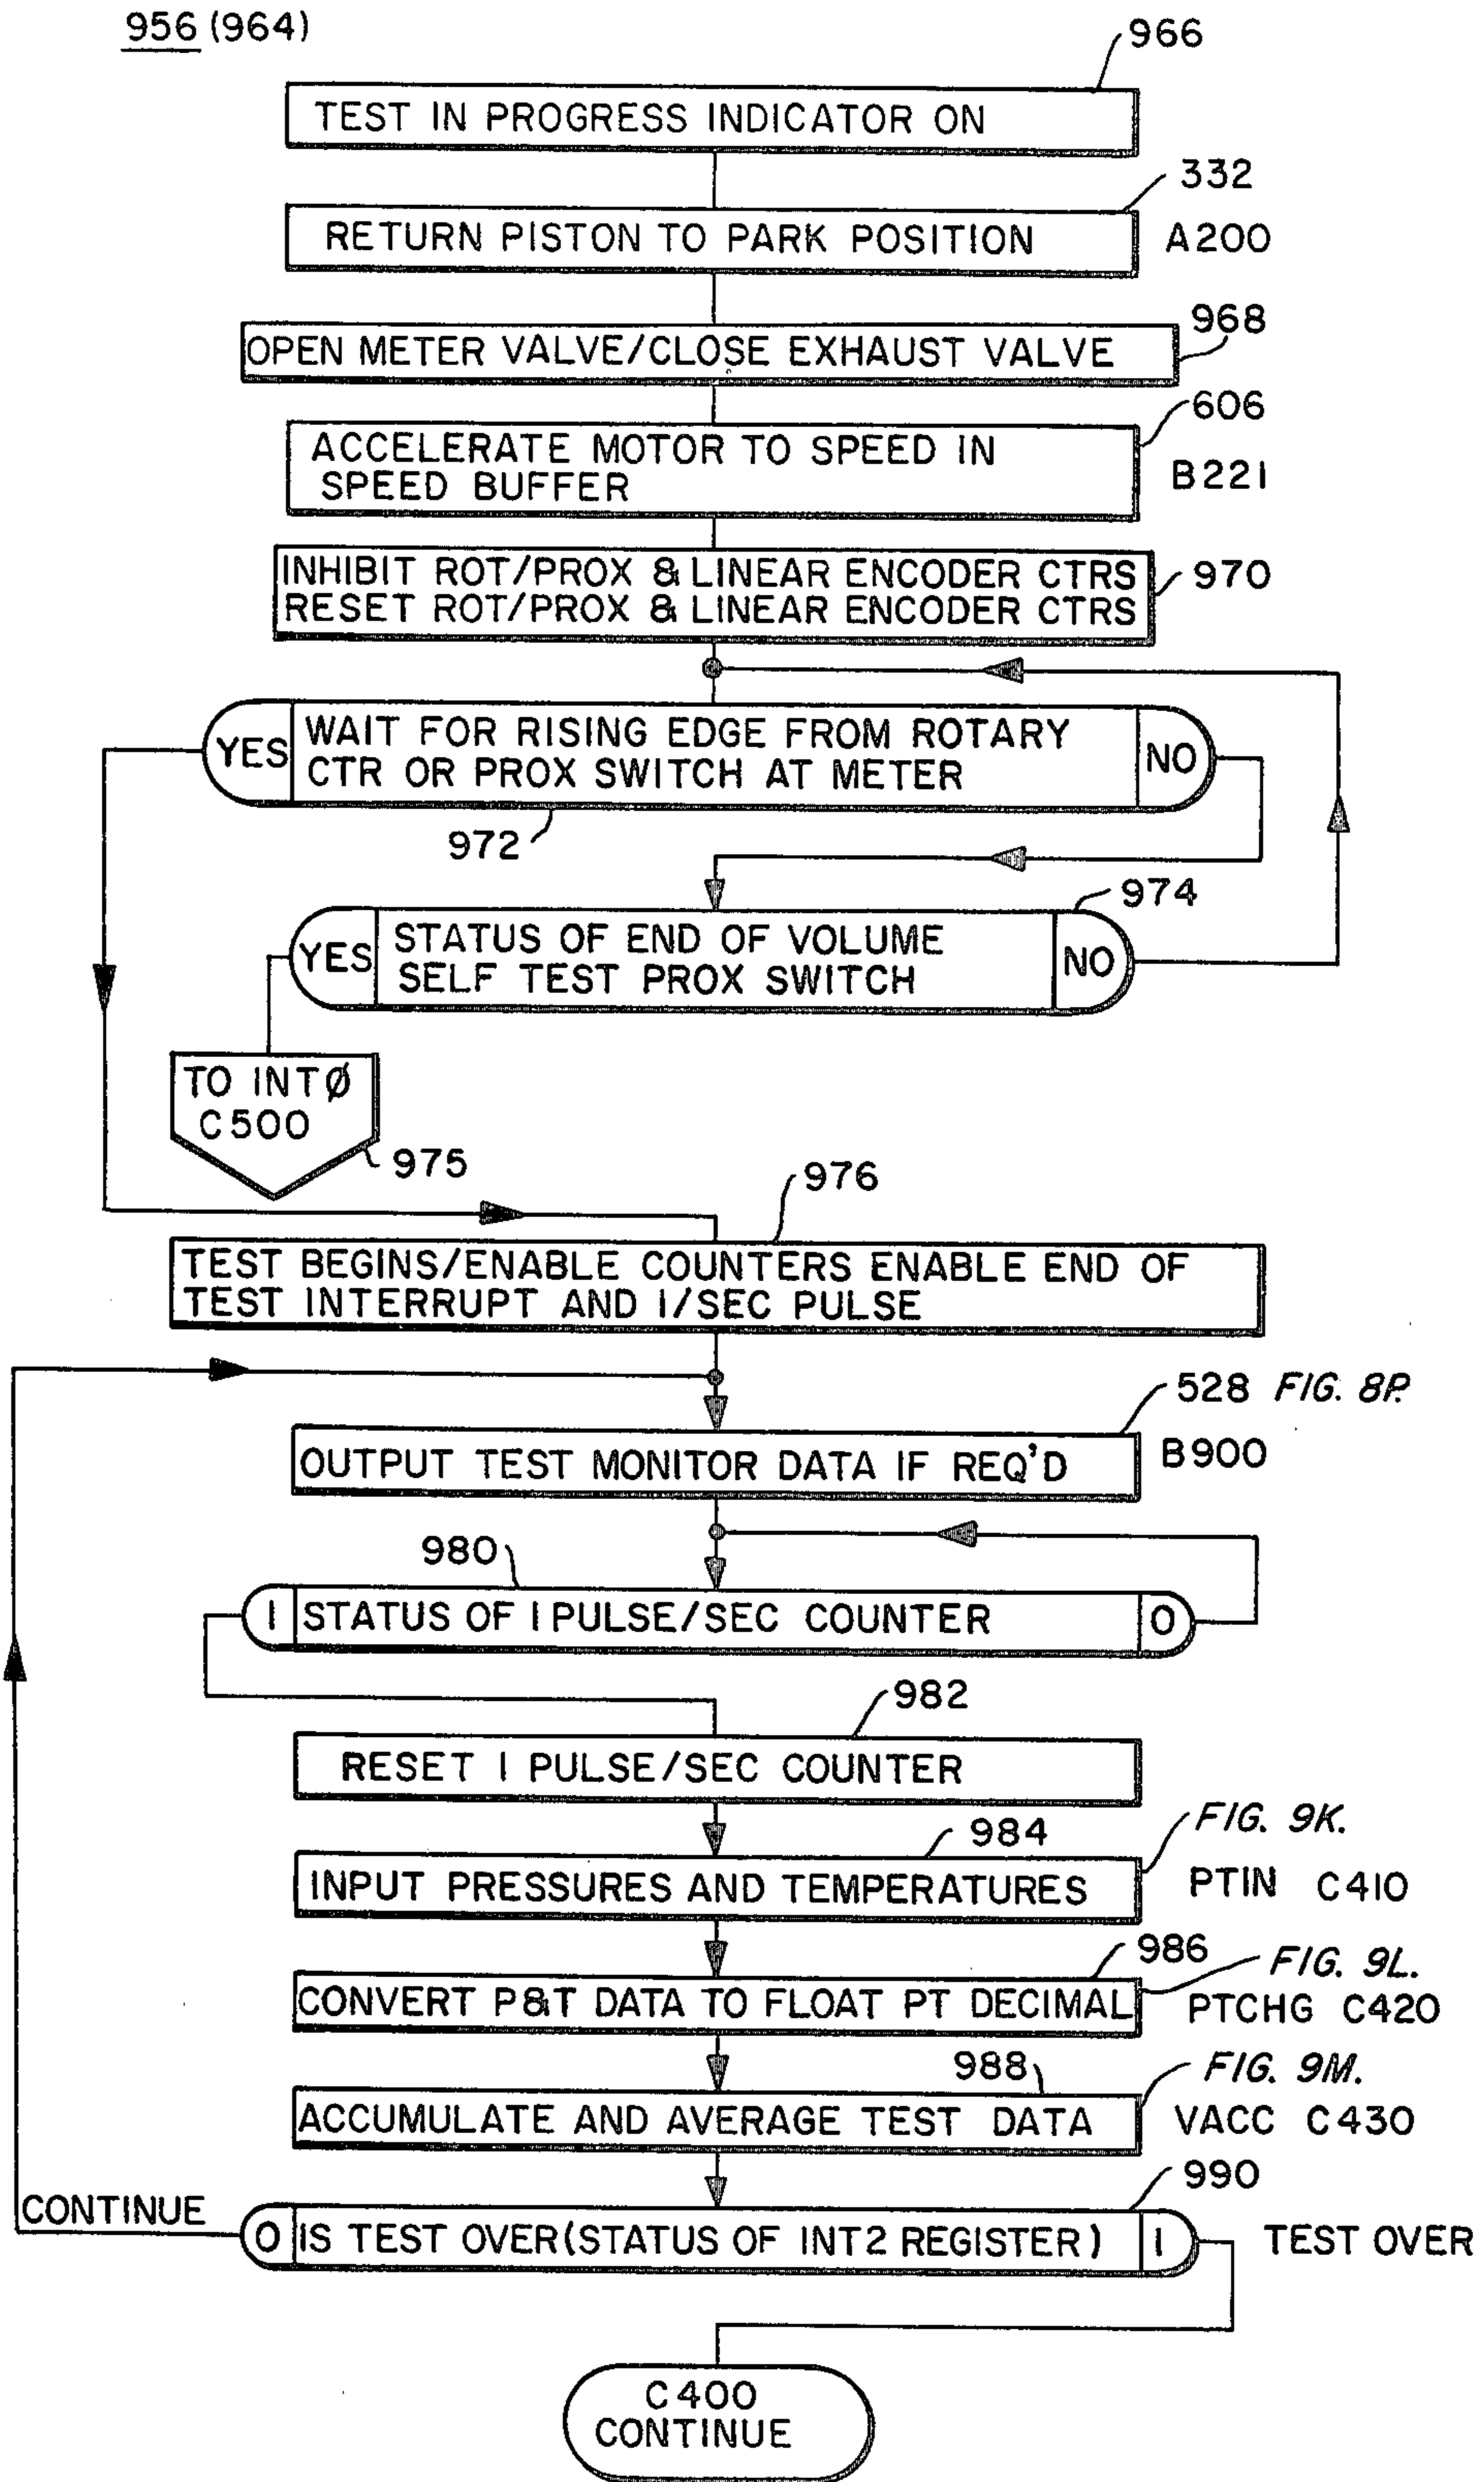 956 (964)
966
TEST IN PROGRESS INDICATOR ON
332
RETURN PISTON TO PARK POSITION
A200
968
OPEN METER VALVE/CLOSE EXHAUST VALVE
606
ACCELERATE MOTOR TO SPEED IN
SPEED BUFFER
B221
INHIBIT ROT/PROX & LINEAR ENCODER CTRS
RESET ROT/PROX & LINEAR ENCODER CTRS
970
YES
WAIT FOR RISING EDGE FROM ROTARY
CTR OR PROX SWITCH AT METER
NO
972
974
YES
STATUS OF END OF VOLUME
SELF TEST PROX SWITCH
NO
TO INTØ
C500
975
976
TEST BEGINS/ENABLE COUNTERS ENABLE END OF
TEST INTERRUPT AND 1/SEC PULSE
528 FIG. 8P.
OUTPUT TEST MONITOR DATA IF REQ'D
B900
980
1
STATUS OF 1 PULSE/SEC COUNTER
0
982
RESET 1 PULSE/SEC COUNTER
984
FIG. 9K.
INPUT PRESSURES AND TEMPERATURES
PTIN C410
986
FIG. 9L.
CONVERT P&T DATA TO FLOAT PT DECIMAL
PTCHG C420
988
FIG. 9M.
ACCUMULATE AND AVERAGE TEST DATA
VACC C430
990
CONTINUE
0
IS TEST OVER (STATUS OF INT2 REGISTER)
1
TEST OVER
C400
CONTINUE